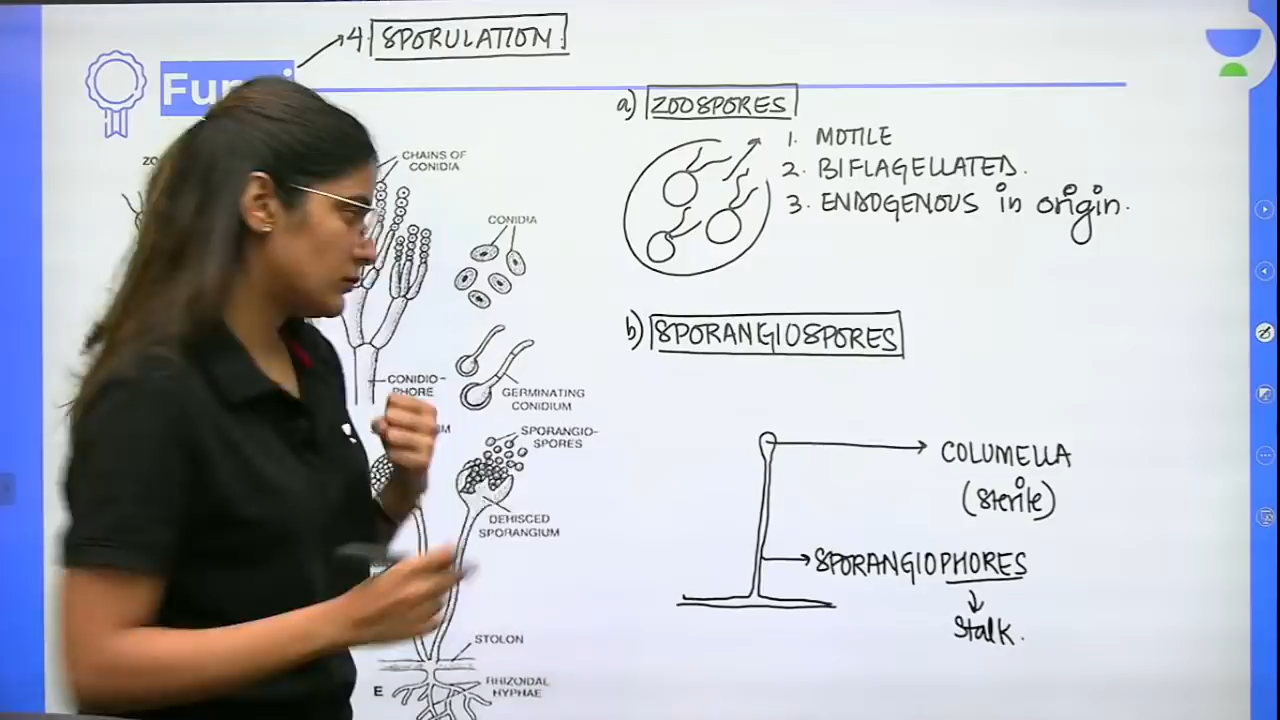 4. SPORULATION
Fu
a) ZOOSPORES
1. MOTILE
2. BIFLAGELLATED.
3. ENDOGENOUS in origin.
CHAINS OF
CONIDIA
CONIDIA
CONIDIO-
PHORE
GERMINATING
CONIDIUM
b) SPORANGIOSPORES
SPORANGIO-
SPORES
DEHISCED
SPORANGIUM
COLUMELLA
(Sterile)
SPORANGIOPHORES
Stalk.
STOLON
RHIZOIDAL
HYPHAE
E